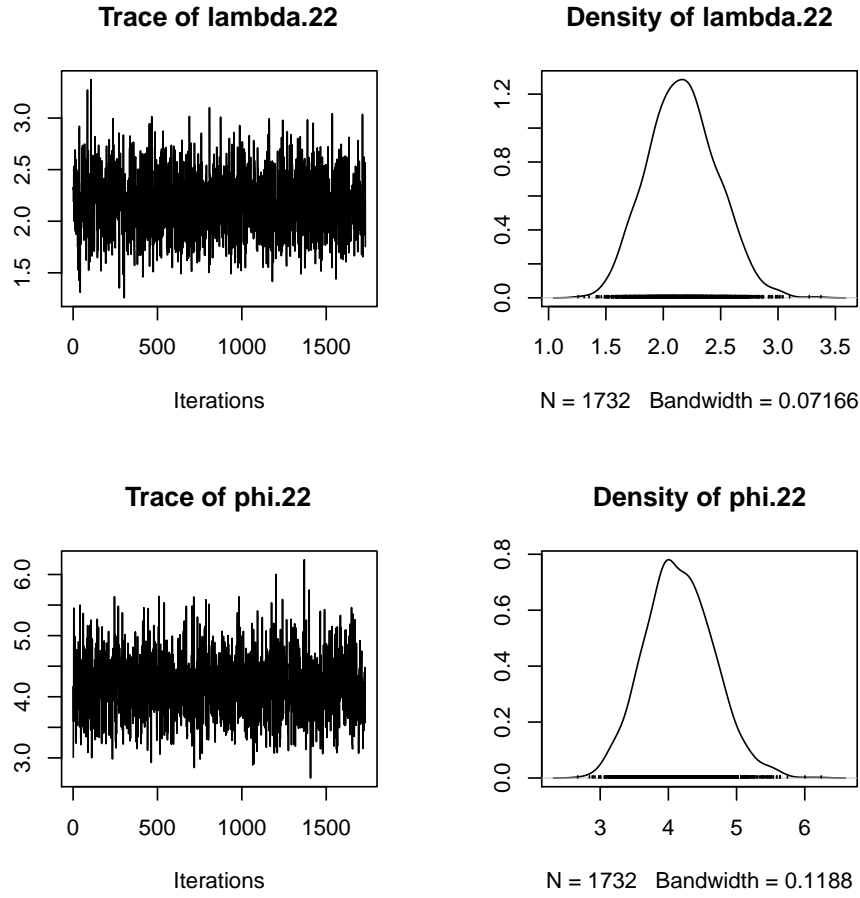 Trace of lambda.22
1.5 2.0 2.5 3.0
0 500 1000 1500
Iterations
Density of lambda.22
0.0 0.4 0.8 1.2
1.0 1.5 2.0 2.5 3.0 3.5
N = 1732 Bandwidth = 0.07166
Trace of phi.22
3.0 4.0 5.0 6.0
0 500 1000 1500
Iterations
Density of phi.22
0.0 0.2 0.4 0.6 0.8
3 4 5 6
N = 1732 Bandwidth = 0.1188